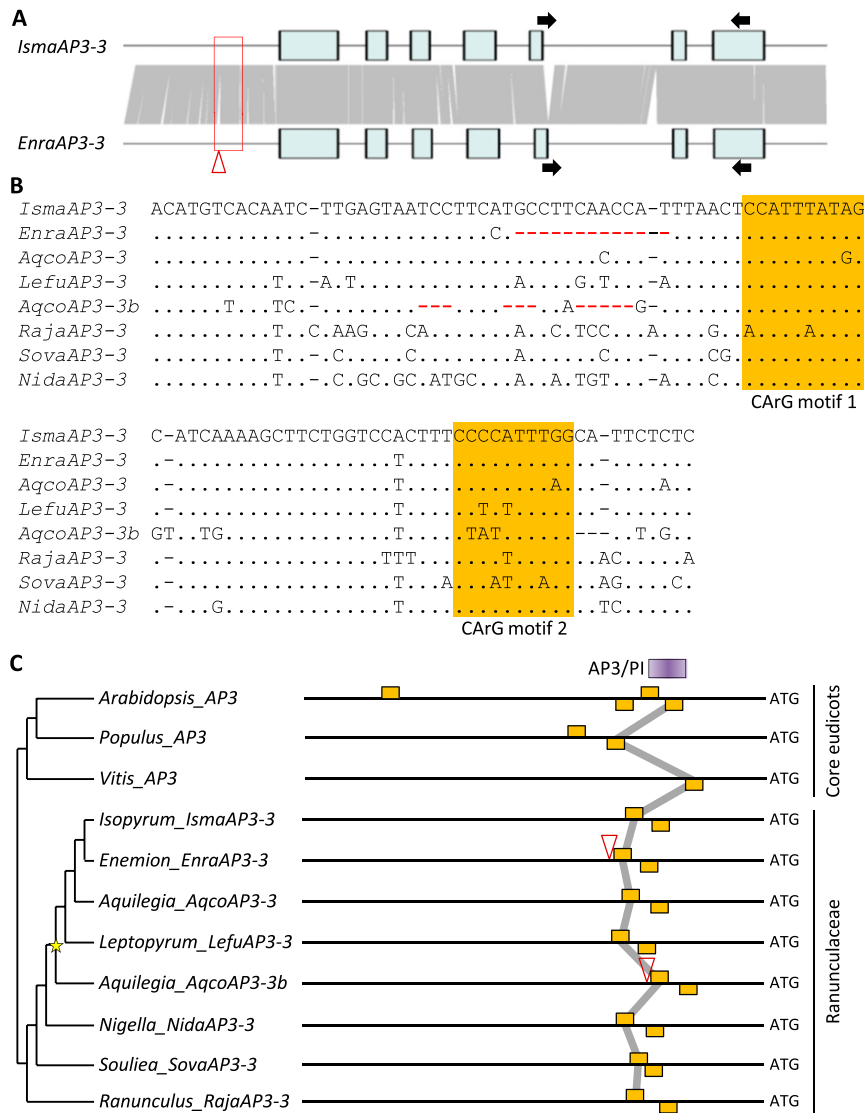 A
IsmaAP3-3
EnraAP3-3
B
IsmaAP3-3 ACATGTCACAATC-TTGAGTAATCCTTCATGCCTTCAACCA-TTTAACTCCATTTATAG
EnraAP3-3 .............-..............C.-------------................
AqcoAP3-3 .............-.......................C...-...............G.
LefuAP3-3 ..........T..-A.T.............A....G.T...-A................
AqcoAP3-3b ......T...TC.-........---....---..A-----G-.................
RajaAP3-3 ..........T..C.AAG...CA.......A..C.TCC...A....G..A....A....
SovaAP3-3 ..........T..-.C.....C........A......C...-....CG...........
NidaAP3-3 ..........T..-.C.GC.GC.ATGC...A..A.TGT...-A...C............
CArG motif 1
IsmaAP3-3 C-ATCAAAAGCTTCTGGTCCACTTTCCCCATTTGGCA-TTCTCTC
EnraAP3-3 .-..................T................-.......
AqcoAP3-3 .-..................T............A...-....A..
LefuAP3-3 .-..................T......T.T.......-.......
AqcoAP3-3b GT..TG..............T.....TAT......---..T.G..
RajaAP3-3 .-.................TTT.......T.......AC.....A
SovaAP3-3 .-..................T...A...AT..A....AG....C.
NidaAP3-3 .-...G..............T................TC......
CArG motif 2
C
AP3/PI
Arabidopsis_AP3 ATG
Populus_AP3 ATG
Vitis_AP3 ATG
Core eudicots
Isopyrum_IsmaAP3-3 ATG
Enemion_EnraAP3-3 ATG
Aquilegia_AqcoAP3-3 ATG
Leptopyrum_LefuAP3-3 ATG
Aquilegia_AqcoAP3-3b ATG
Nigella_NidaAP3-3 ATG
Souliea_SovaAP3-3 ATG
Ranunculus_RajaAP3-3 ATG
Ranunculaceae